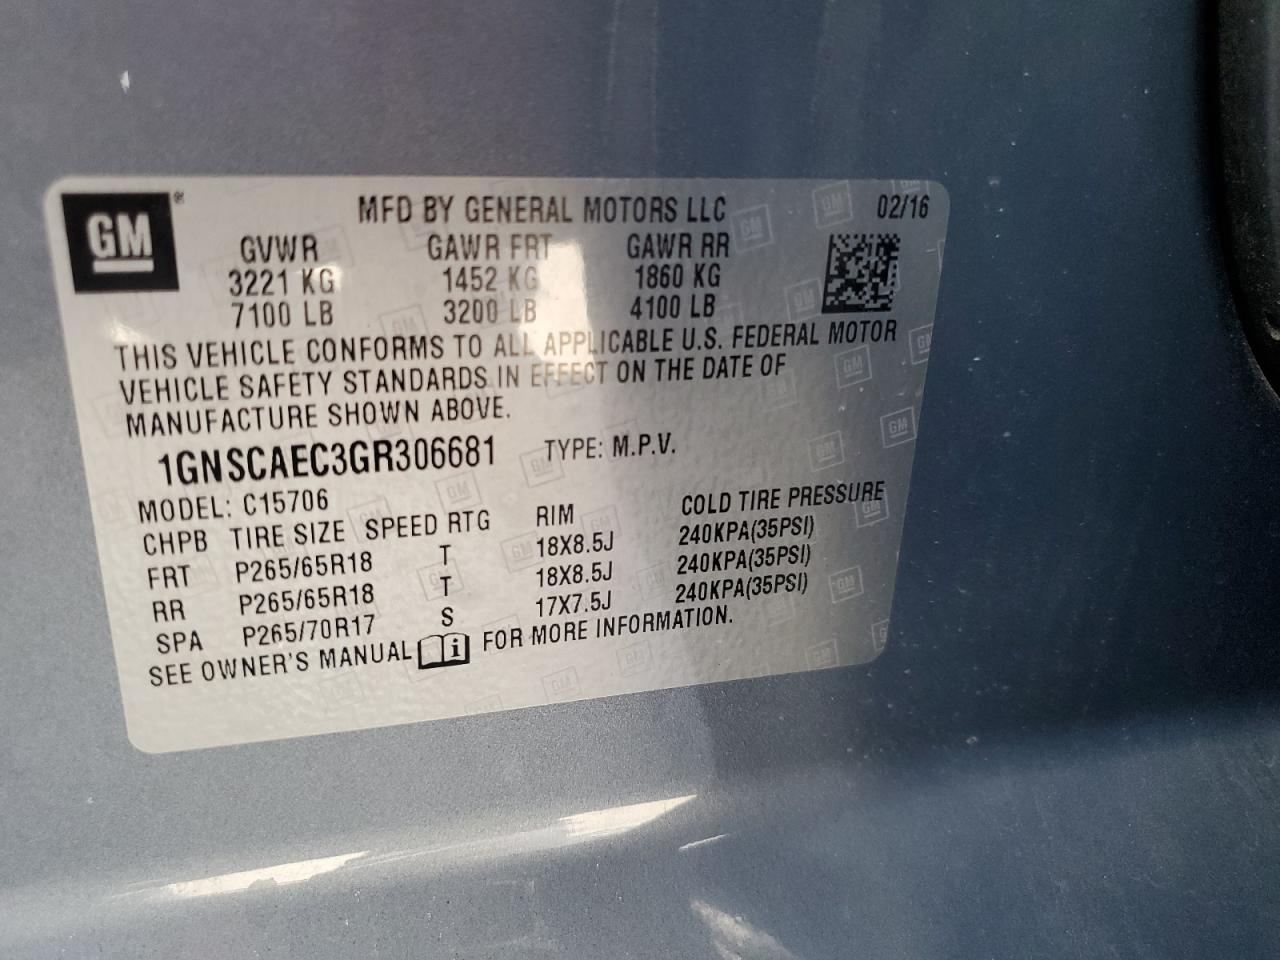 GM ®
MFD BY GENERAL MOTORS LLC 02/16
GVWR GAWR FRT GAWR RR
3221 KG 1452 KG 1860 KG
7100 LB 3200 LB 4100 LB
THIS VEHICLE CONFORMS TO ALL APPLICABLE U.S. FEDERAL MOTOR
VEHICLE SAFETY STANDARDS IN EFFECT ON THE DATE OF
MANUFACTURE SHOWN ABOVE.
1GNSCAEC3GR306681 TYPE: M.P.V.
MODEL: C15706
CHPB TIRE SIZE SPEED RTG RIM COLD TIRE PRESSURE
FRT P265/65R18 T 18X8.5J 240KPA(35PSI)
RR P265/65R18 T 18X8.5J 240KPA(35PSI)
SPA P265/70R17 S 17X7.5J 240KPA(35PSI)
SEE OWNER'S MANUAL i FOR MORE INFORMATION.